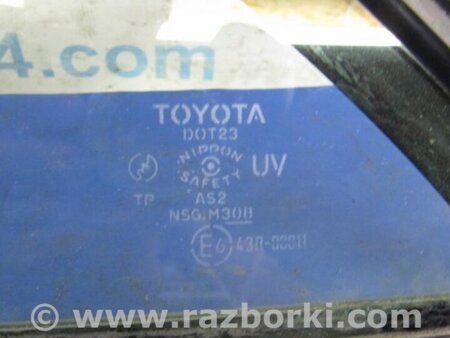 4.com
TOYOTA
DOT23
NIPPON SAFETY
UV
TP AS2
NSG.M308
E6 43R-00011
www.razborki.com